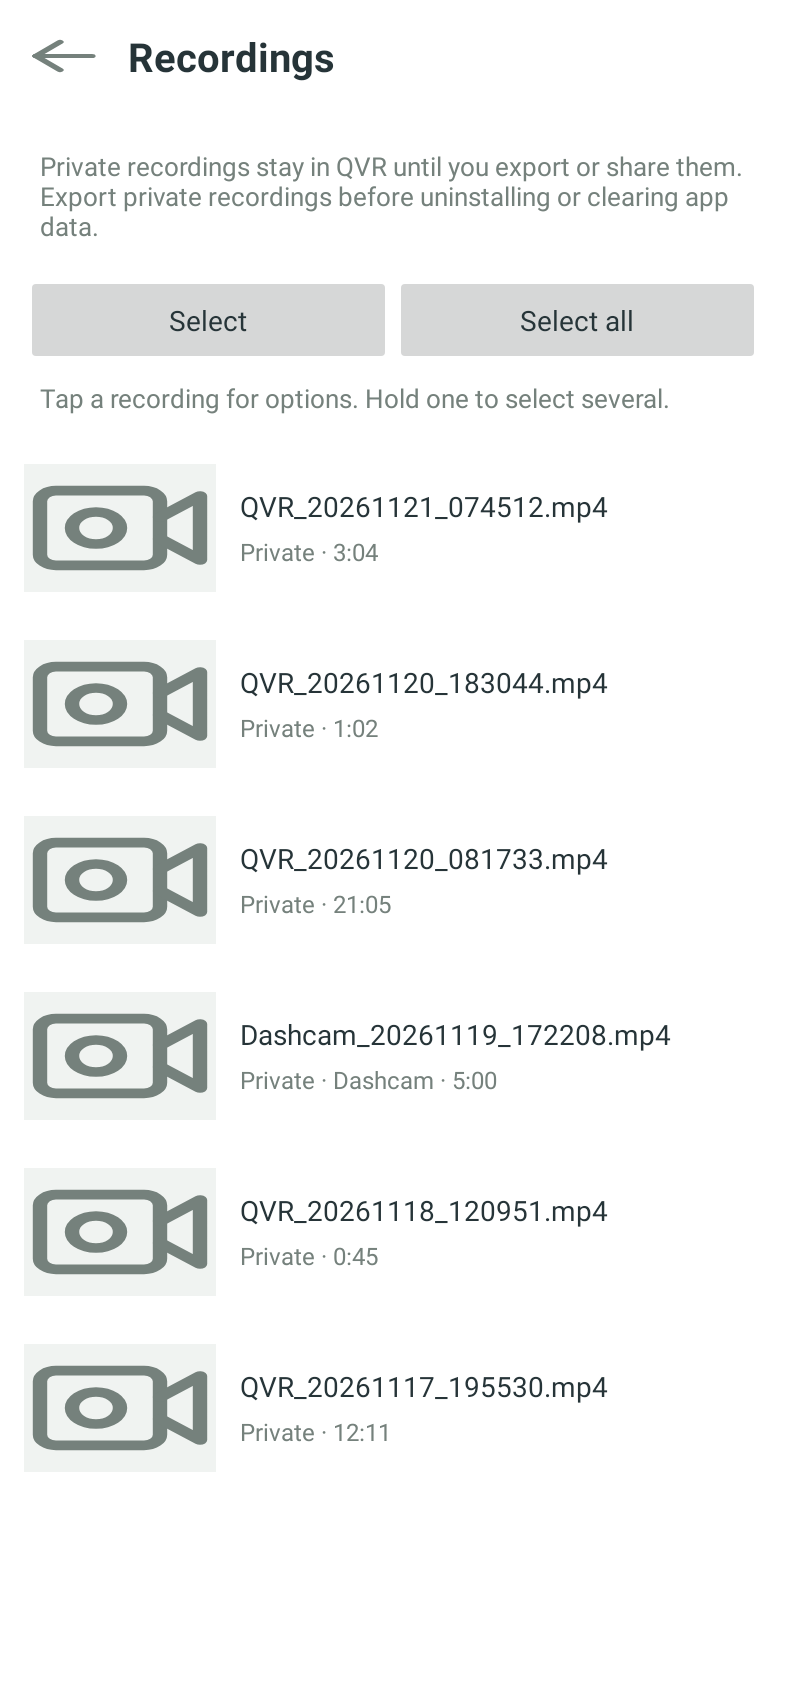 Recordings
Private recordings stay in QVR until you export or share them.
Export private recordings before uninstalling or clearing app
data.
Select
Select all
Tap a recording for options. Hold one to select several.
QVR_20261121_074512.mp4
Private · 3:04
QVR_20261120_183044.mp4
Private · 1:02
QVR_20261120_081733.mp4
Private · 21:05
Dashcam_20261119_172208.mp4
Private · Dashcam · 5:00
QVR_20261118_120951.mp4
Private · 0:45
QVR_20261117_195530.mp4
Private · 12:11